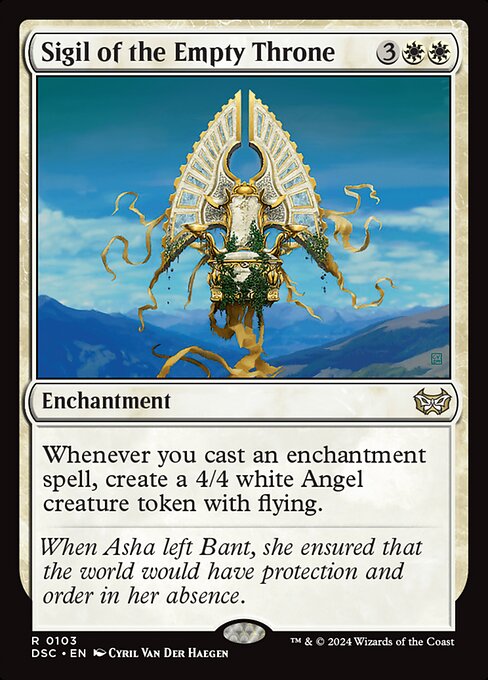 Sigil of the Empty Throne 3
Enchantment
Whenever you cast an enchantment
spell, create a 4/4 white Angel
creature token with flying.
When Asha left Bant, she ensured that
the world would have protection and
order in her absence.
R 0103
DSC • EN Cyril Van Der Haegen
™ & © 2024 Wizards of the Coast